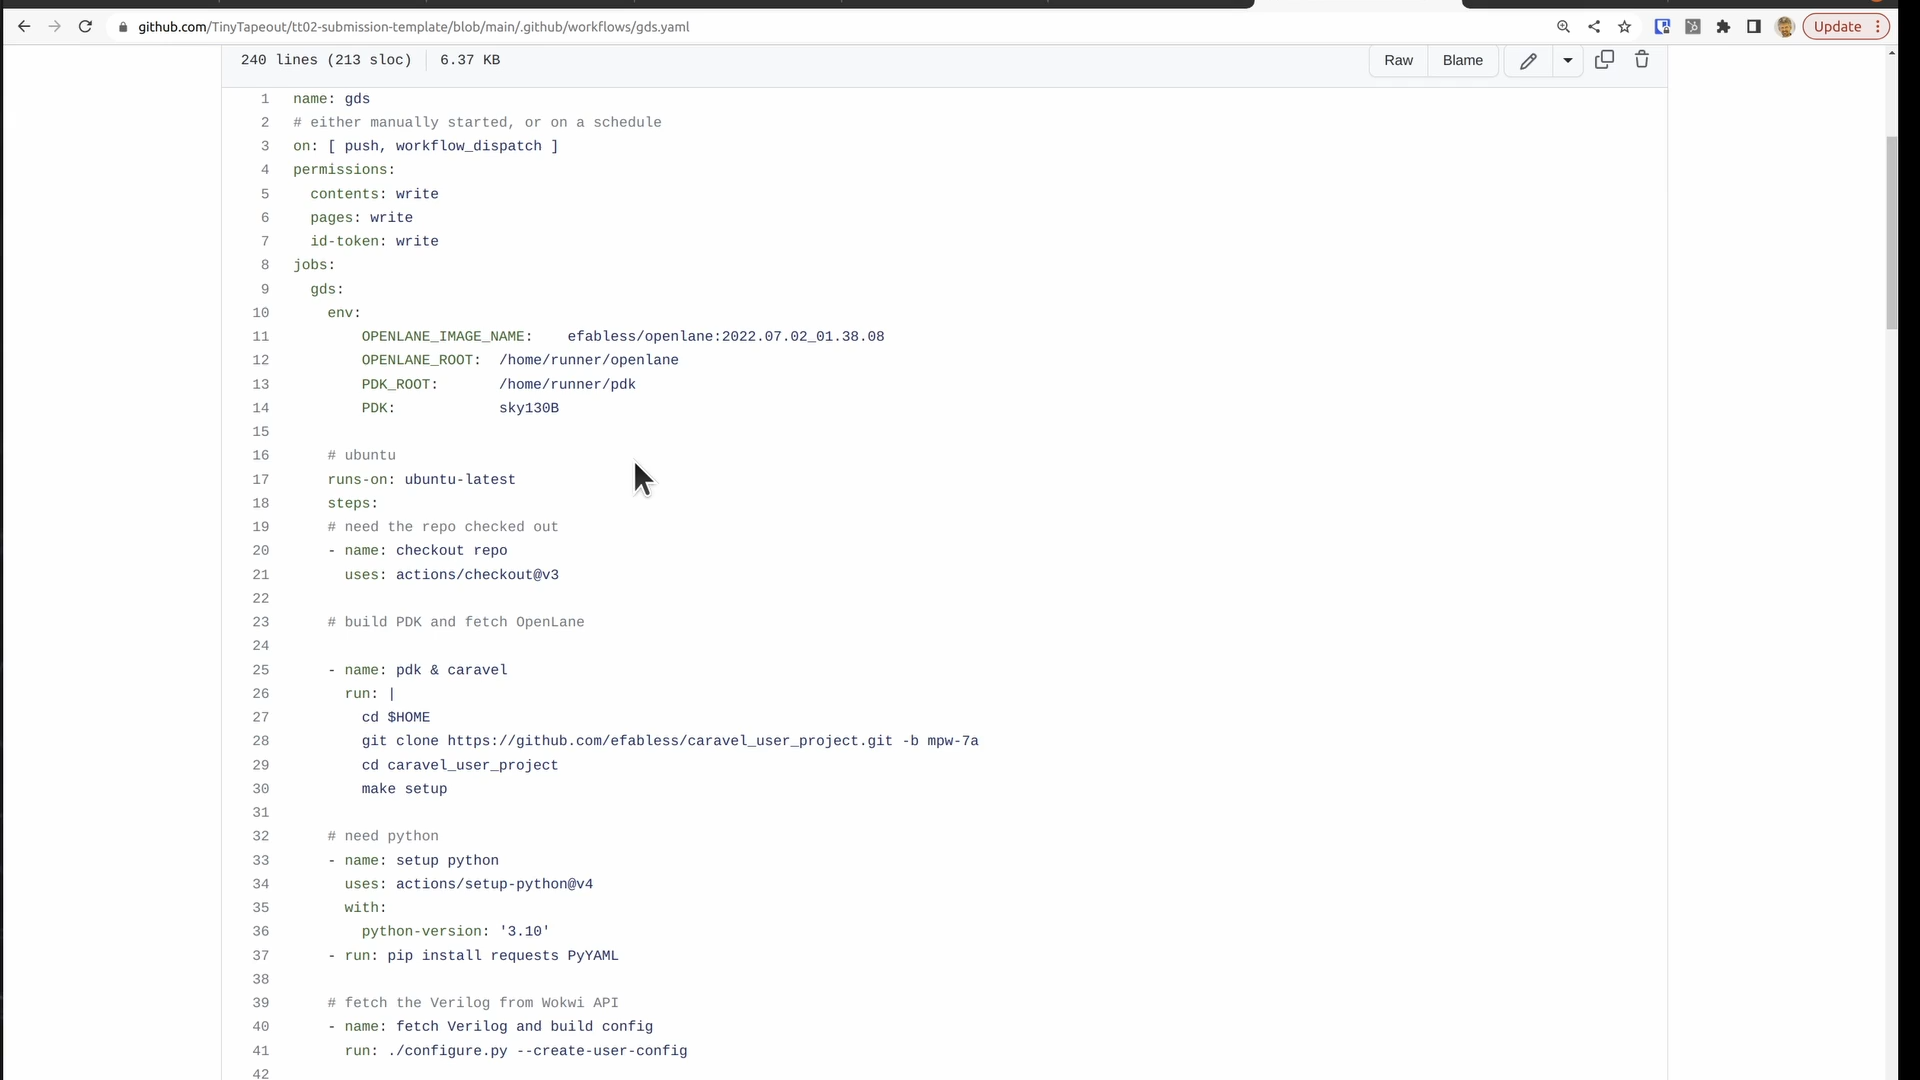 github.com/TinyTapeout/tt02-submission-template/blob/main/.github/workflows/gds.yaml
Update
240 lines (213 sloc) 6.37 KB
Raw Blame
1 name: gds
2 # either manually started, or on a schedule
3 on: [ push, workflow_dispatch ]
4 permissions:
5 contents: write
6 pages: write
7 id-token: write
8 jobs:
9 gds:
10 env:
11 OPENLANE_IMAGE_NAME: efabless/openlane:2022.07.02_01.38.08
12 OPENLANE_ROOT: /home/runner/openlane
13 PDK_ROOT: /home/runner/pdk
14 PDK: sky130B
15
16 # ubuntu
17 runs-on: ubuntu-latest
18 steps:
19 # need the repo checked out
20 - name: checkout repo
21 uses: actions/checkout@v3
22
23 # build PDK and fetch OpenLane
24
25 - name: pdk & caravel
26 run: |
27 cd $HOME
28 git clone https://github.com/efabless/caravel_user_project.git -b mpw-7a
29 cd caravel_user_project
30 make setup
31
32 # need python
33 - name: setup python
34 uses: actions/setup-python@v4
35 with:
36 python-version: '3.10'
37 - run: pip install requests PyYAML
38
39 # fetch the Verilog from Wokwi API
40 - name: fetch Verilog and build config
41 run: ./configure.py --create-user-config
42